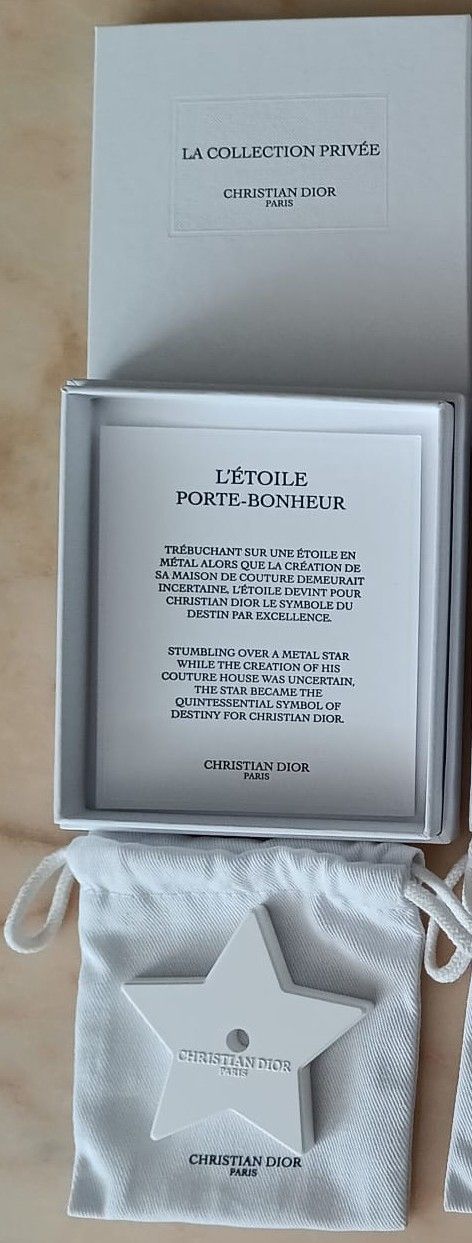 LA COLLECTION PRIVÉE
CHRISTIAN DIOR
PARIS
L'ÉTOILE
PORTE-BONHEUR
TRÉBUCHANT SUR UNE ÉTOILE EN
MÉTAL ALORS QUE LA CRÉATION DE
SA MAISON DE COUTURE DEMEURAIT
INCERTAINE, L'ÉTOILE DEVINT POUR
CHRISTIAN DIOR LE SYMBOLE DU
DESTIN PAR EXCELLENCE.
STUMBLING OVER A METAL STAR
WHILE THE CREATION OF HIS
COUTURE HOUSE WAS UNCERTAIN,
THE STAR BECAME THE
QUINTESSENTIAL SYMBOL OF
DESTINY FOR CHRISTIAN DIOR.
CHRISTIAN DIOR
PARIS
CHRISTIAN DIOR
PARIS
CHRISTIAN DIOR
PARIS